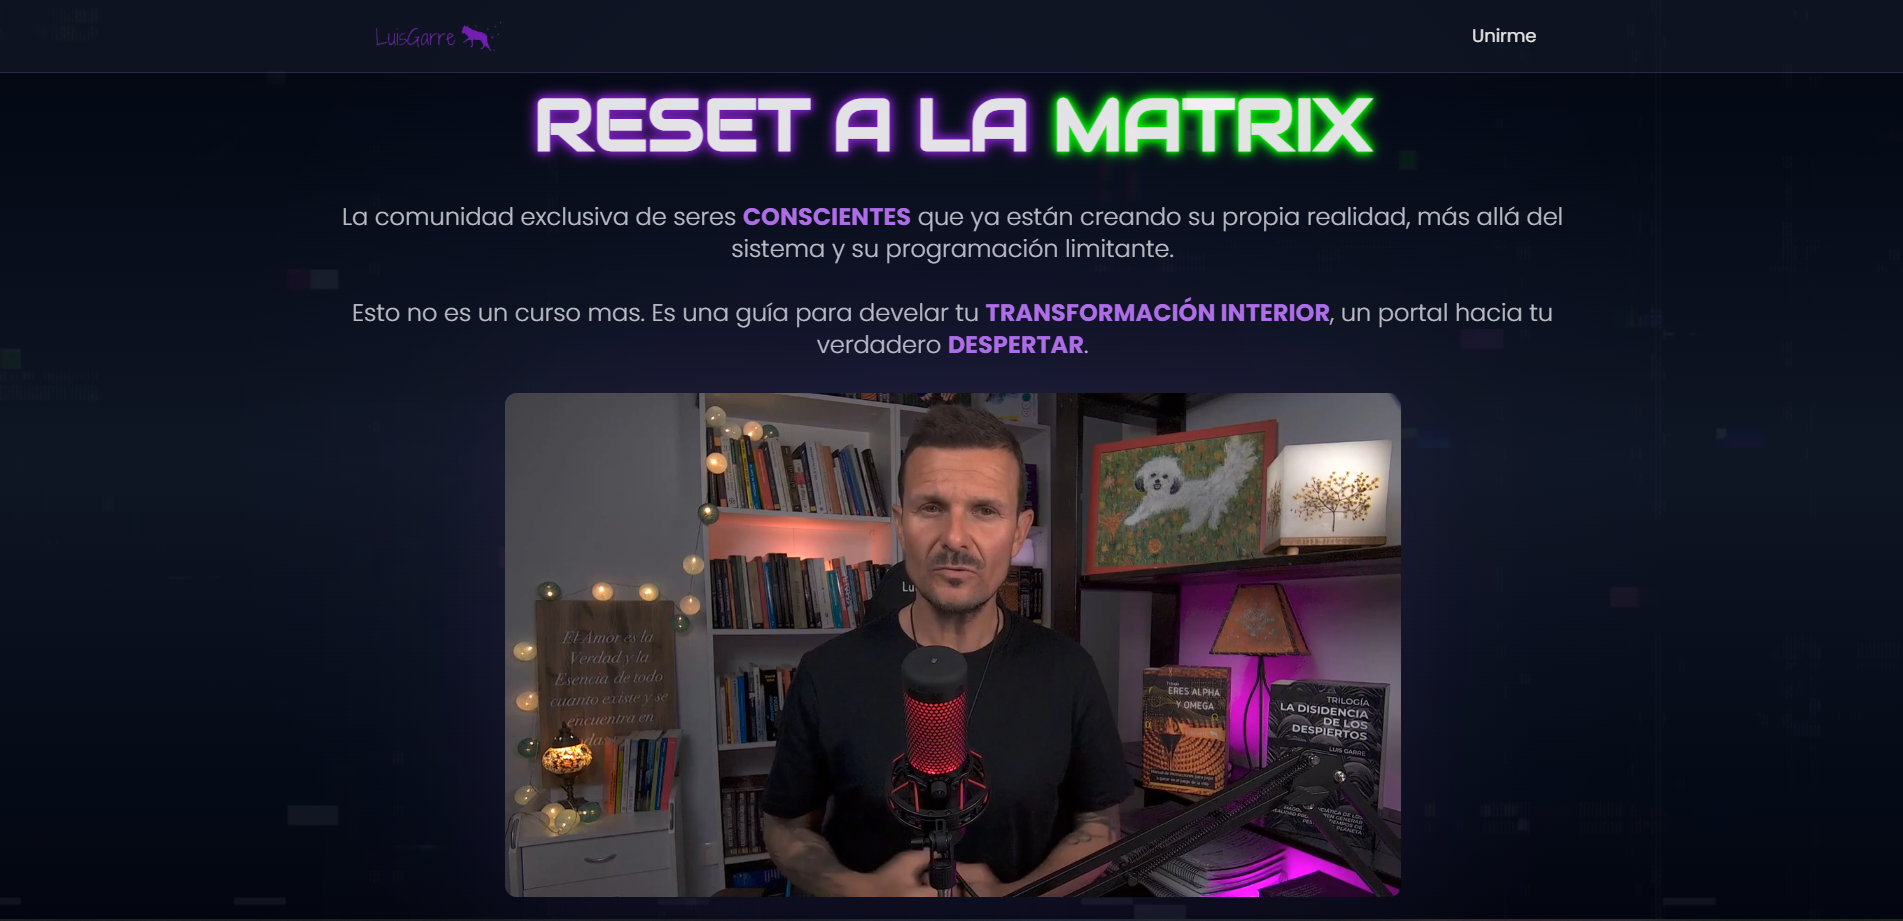 LuisGarre
Unirme
RESET A LA MATRIX
La comunidad exclusiva de seres CONSCIENTES que ya están creando su propia realidad, más allá del
sistema y su programación limitante.
Esto no es un curso mas. Es una guía para develar tu TRANSFORMACIÓN INTERIOR, un portal hacia tu
verdadero DESPERTAR.
El Amor es la
Verdad y la
Esencia de todo
cuanto existe y se
encuentra en
Lu
ERES ALPHA
Y OMEGA
TRILOGÍA
LA DISIDENCIA
DE LOS
DESPIERTOS
LUIS GARRE